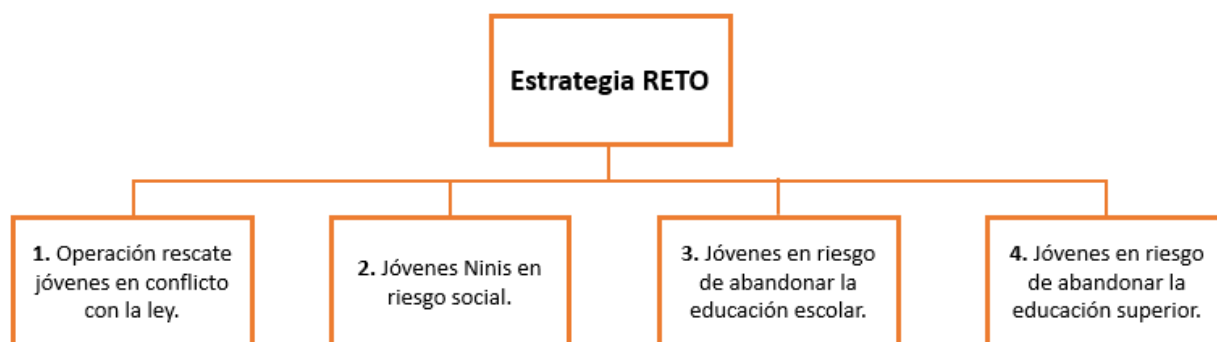 Estrategia RETO
1. Operación rescate
jóvenes en conflicto
con la ley.
2. Jóvenes Ninis en
riesgo social.
3. Jóvenes en riesgo
de abandonar la
educación escolar.
4. Jóvenes en riesgo
de abandonar la
educación superior.